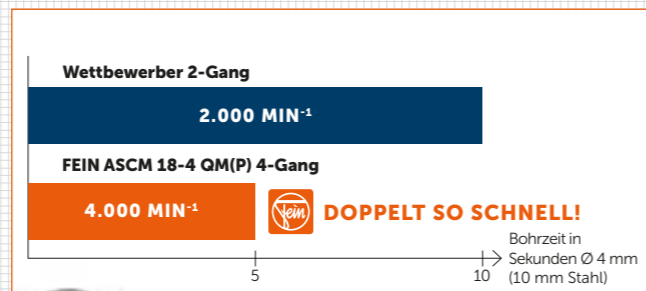 Wettbewerber 2-Gang
2.000 MIN⁻¹
FEIN ASCM 18-4 QM(P) 4-Gang
4.000 MIN⁻¹
Fein
DOPPELT SO SCHNELL!
5
10
Bohrzeit in
Sekunden Ø 4 mm
(10 mm Stahl)